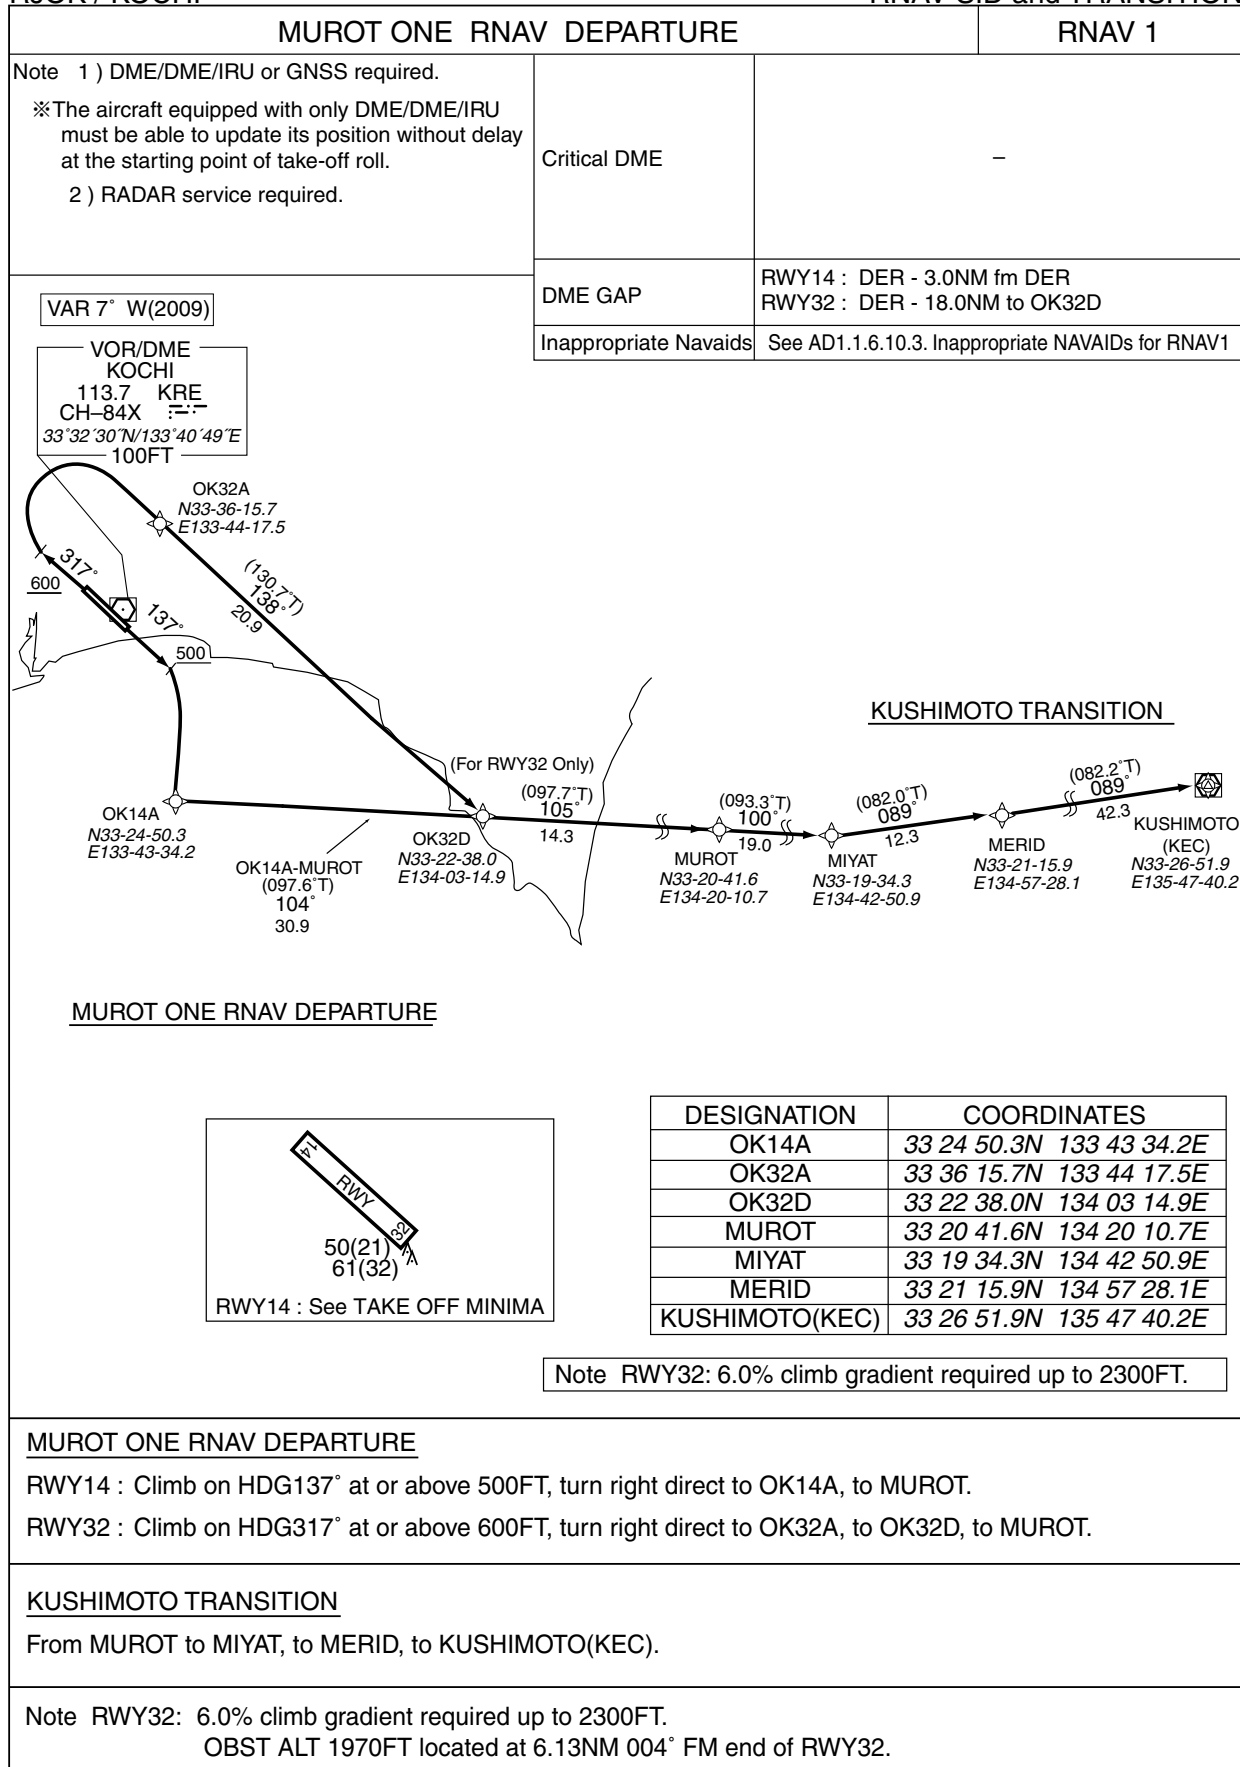 MUROT ONE RNAV DEPARTURE
RNAV 1
Note 1 ) DME/DME/IRU or GNSS required.
※The aircraft equipped with only DME/DME/IRU
must be able to update its position without delay
at the starting point of take-off roll.
2 ) RADAR service required.
Critical DME
–
DME GAP
RWY14 : DER - 3.0NM fm DER
RWY32 : DER - 18.0NM to OK32D
Inappropriate Navaids
See AD1.1.6.10.3. Inappropriate NAVAIDs for RNAV1
VAR 7˚ W(2009)
VOR/DME
KOCHI
113.7 KRE
CH–84X
33˚32´30˝N/133˚40´49˝E
100FT
OK32A
N33-36-15.7
E133-44-17.5
317˚
600
137˚
500
(130.7˚T)
138˚
20.9
KUSHIMOTO TRANSITION
(For RWY32 Only)
(097.7˚T)
105˚
14.3
(093.3˚T)
100˚
19.0
(082.0˚T)
089˚
12.3
(082.2˚T)
089˚
42.3
OK14A
N33-24-50.3
E133-43-34.2
OK14A-MUROT
(097.6˚T)
104˚
30.9
OK32D
N33-22-38.0
E134-03-14.9
MUROT
N33-20-41.6
E134-20-10.7
MIYAT
N33-19-34.3
E134-42-50.9
MERID
N33-21-15.9
E134-57-28.1
KUSHIMOTO
(KEC)
N33-26-51.9
E135-47-40.2
MUROT ONE RNAV DEPARTURE
14
RWY
32
50(21)
61(32)
RWY14 : See TAKE OFF MINIMA
DESIGNATION COORDINATES
OK14A 33 24 50.3N 133 43 34.2E
OK32A 33 36 15.7N 133 44 17.5E
OK32D 33 22 38.0N 134 03 14.9E
MUROT 33 20 41.6N 134 20 10.7E
MIYAT 33 19 34.3N 134 42 50.9E
MERID 33 21 15.9N 134 57 28.1E
KUSHIMOTO(KEC) 33 26 51.9N 135 47 40.2E
Note RWY32: 6.0% climb gradient required up to 2300FT.
MUROT ONE RNAV DEPARTURE
RWY14 : Climb on HDG137˚ at or above 500FT, turn right direct to OK14A, to MUROT.
RWY32 : Climb on HDG317˚ at or above 600FT, turn right direct to OK32A, to OK32D, to MUROT.
KUSHIMOTO TRANSITION
From MUROT to MIYAT, to MERID, to KUSHIMOTO(KEC).
Note RWY32: 6.0% climb gradient required up to 2300FT.
OBST ALT 1970FT located at 6.13NM 004˚ FM end of RWY32.